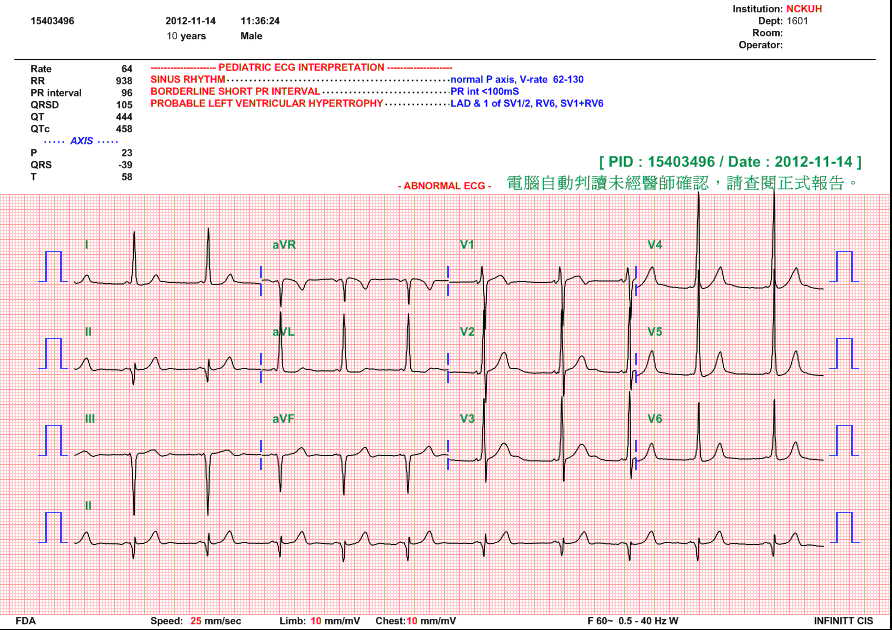 Institution: NCKUH
15403496 2012-11-14 11:36:24 Dept: 1601
10 years Male Room:
Operator:
Rate 64 ---------------------- PEDIATRIC ECG INTERPRETATION ----------------------
RR 938 SINUS RHYTHM normal P axis, V-rate 62-130
PR interval 96 BORDERLINE SHORT PR INTERVAL PR int <100mS
QRSD 105 PROBABLE LEFT VENTRICULAR HYPERTROPHY LAD & 1 of SV1/2, RV6, SV1+RV6
QT 444
QTc 458
----- AXIS -----
P 23
QRS -39
T 58
[ PID : 15403496 / Date : 2012-11-14 ]
- ABNORMAL ECG - 電腦自動判讀未經醫師確認，請查閱正式報告。
I aVR V1 V4
II aVL V2 V5
III aVF V3 V6
II
FDA Speed: 25 mm/sec Limb: 10 mm/mV Chest:10 mm/mV F 60~ 0.5 - 40 Hz W INFINITT CIS